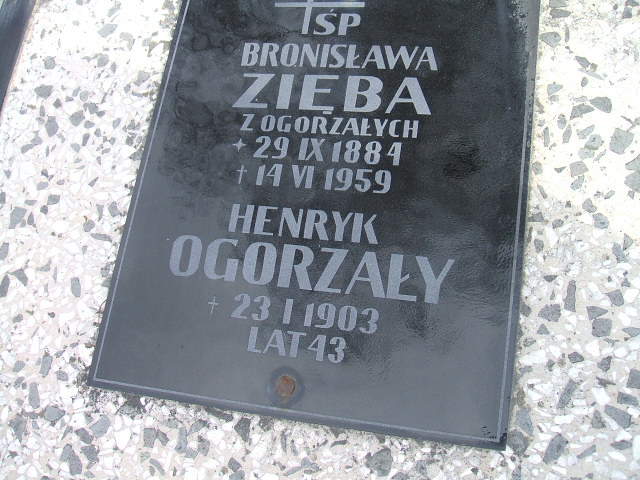 ŚP
BRONISŁAWA
ZIĘBA
Z OGORZAŁYCH
✦ 29 IX 1884
† 14 VI 1959
HENRYK
OGORZAŁY
† 23 I 1903
LAT 43